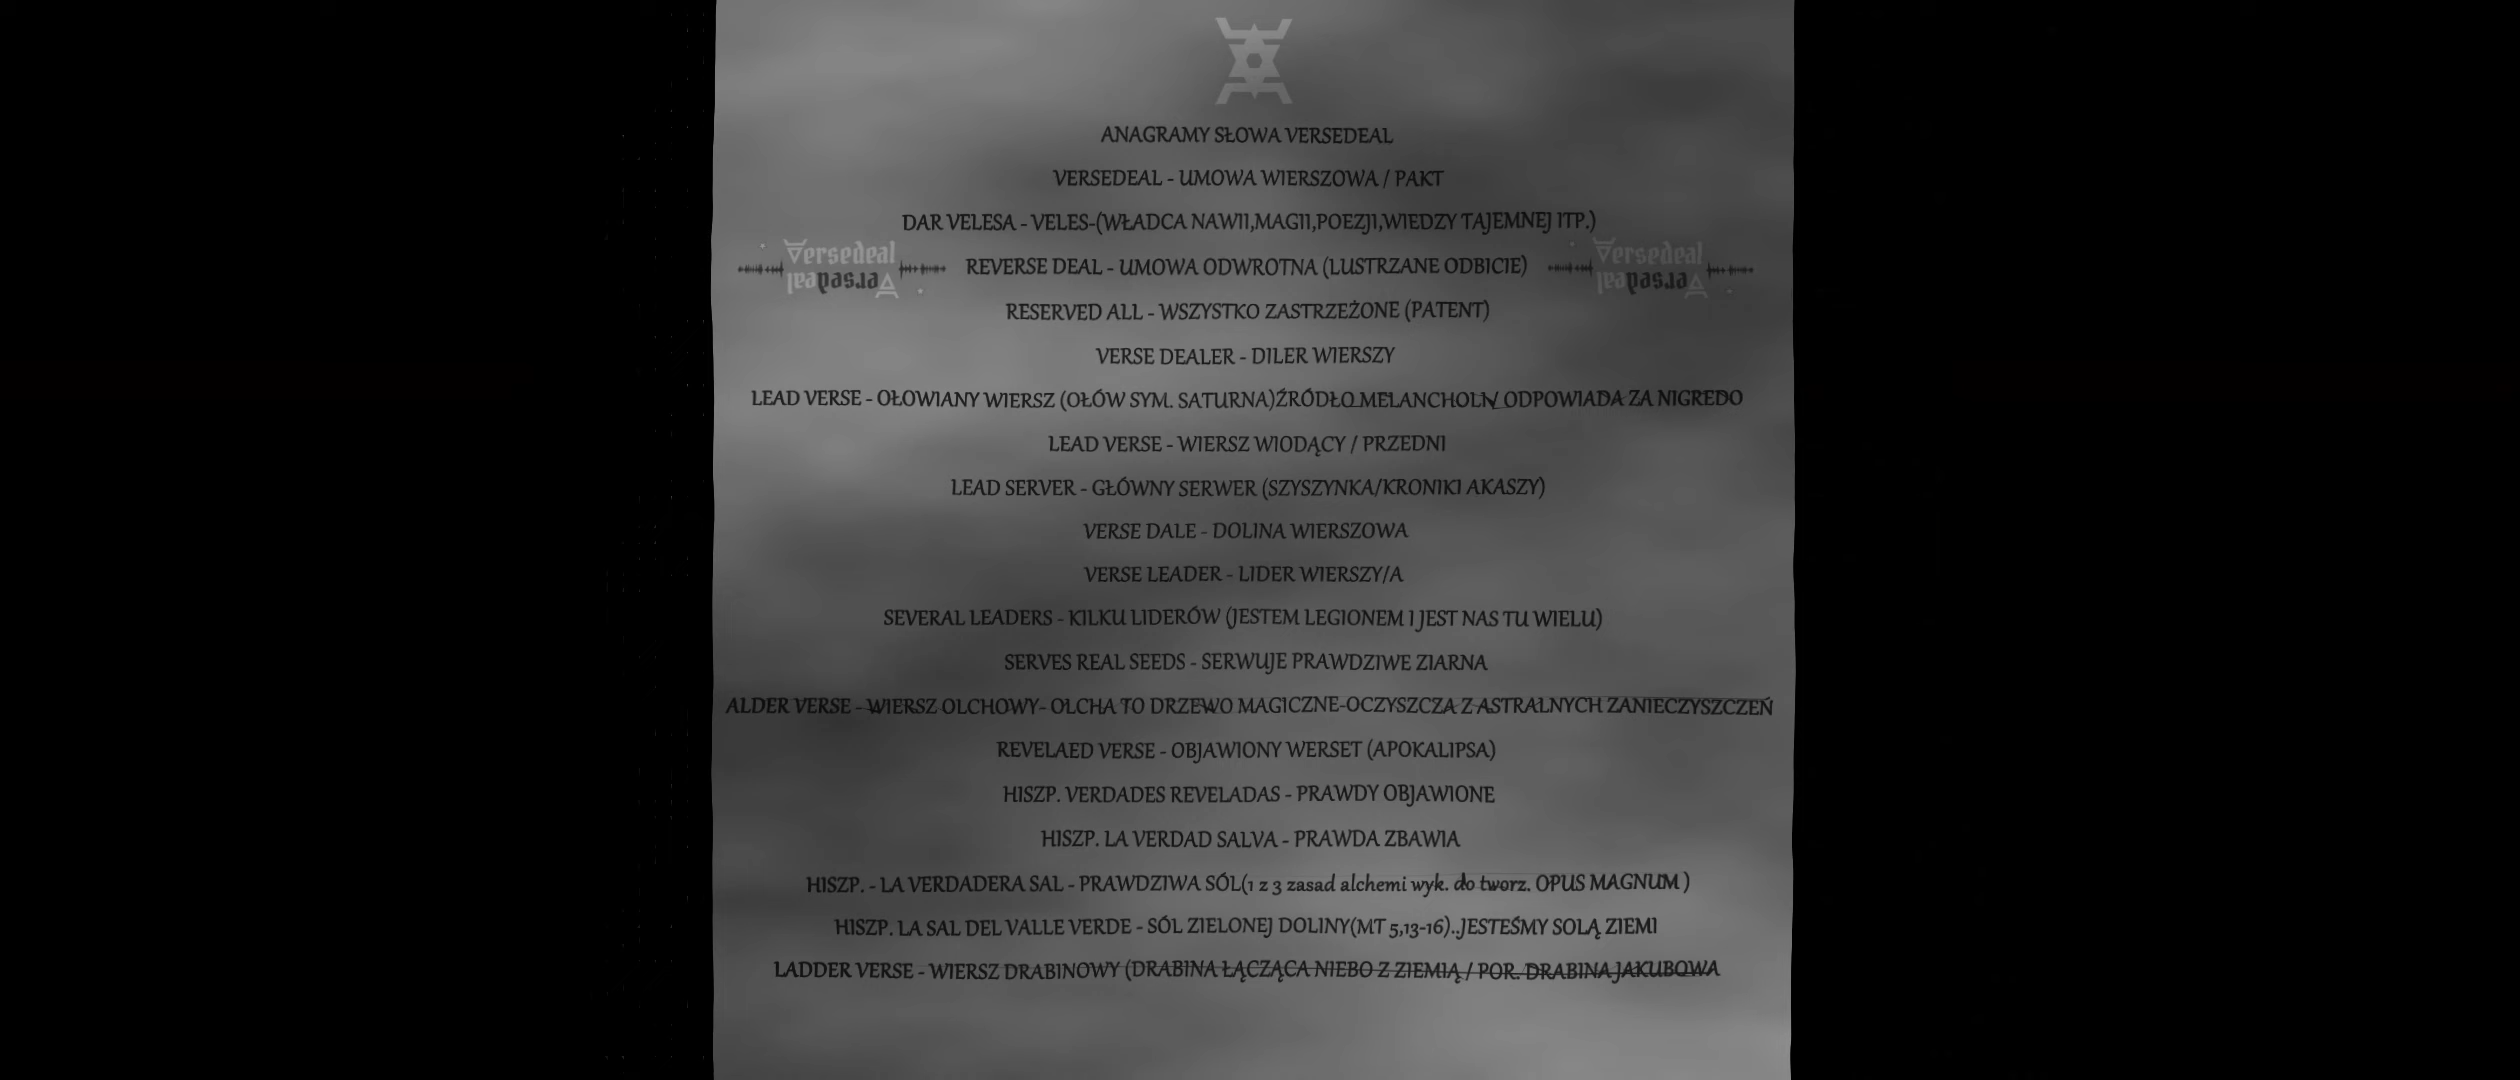 ANAGRAMY SŁOWA VERSEDEAL
VERSEDEAL - UMOWA WIERSZOWA / PAKT
DAR VELESA - VELES-(WŁADCA NAWII,MAGII,POEZJI,WIEDZY TAJEMNEJ ITP.)
Versedeal
REVERSE DEAL - UMOWA ODWROTNA (LUSTRZANE ODBICIE)
Versedeal
RESERVED ALL - WSZYSTKO ZASTRZEŻONE (PATENT)
VERSE DEALER - DILER WIERSZY
LEAD VERSE - OŁOWIANY WIERSZ (OŁÓW SYM. SATURNA)ŹRÓDŁO MELANCHOLIV ODPOWIADA ZA NIGREDO
LEAD VERSE - WIERSZ WIODĄCY / PRZEDNI
LEAD SERVER - GŁÓWNY SERWER (SZYSZYNKA/KRONIKI AKASZY)
VERSE DALE - DOLINA WIERSZOWA
VERSE LEADER - LIDER WIERSZY/A
SEVERAL LEADERS - KILKU LIDERÓW (JESTEM LEGIONEM I JEST NAS TU WIELU)
SERVES REAL SEEDS - SERWUJE PRAWDZIWE ZIARNA
ALDER VERSE - WIERSZ OLCHOWY- OLCHA TO DRZEWO MAGICZNE-OCZYSZCZA Z ASTRALNYCH ZANIECZYSZCZEŃ
REVELAED VERSE - OBJAWIONY WERSET (APOKALIPSA)
HISZP. VERDADES REVELADAS - PRAWDY OBJAWIONE
HISZP. LA VERDAD SALVA - PRAWDA ZBAWIA
HISZP. - LA VERDADERA SAL - PRAWDZIWA SÓL(1 z 3 zasad alchemi wyk. do tworz. OPUS MAGNUM )
HISZP. LA SAL DEL VALLE VERDE - SÓL ZIELONEJ DOLINY(MT 5,13-16)..JESTEŚMY SOLĄ ZIEMI
LADDER VERSE - WIERSZ DRABINOWY (DRABINA ŁĄCZĄCA NIEBO Z ZIEMIĄ / POR. DRABINA JAKUBOWA